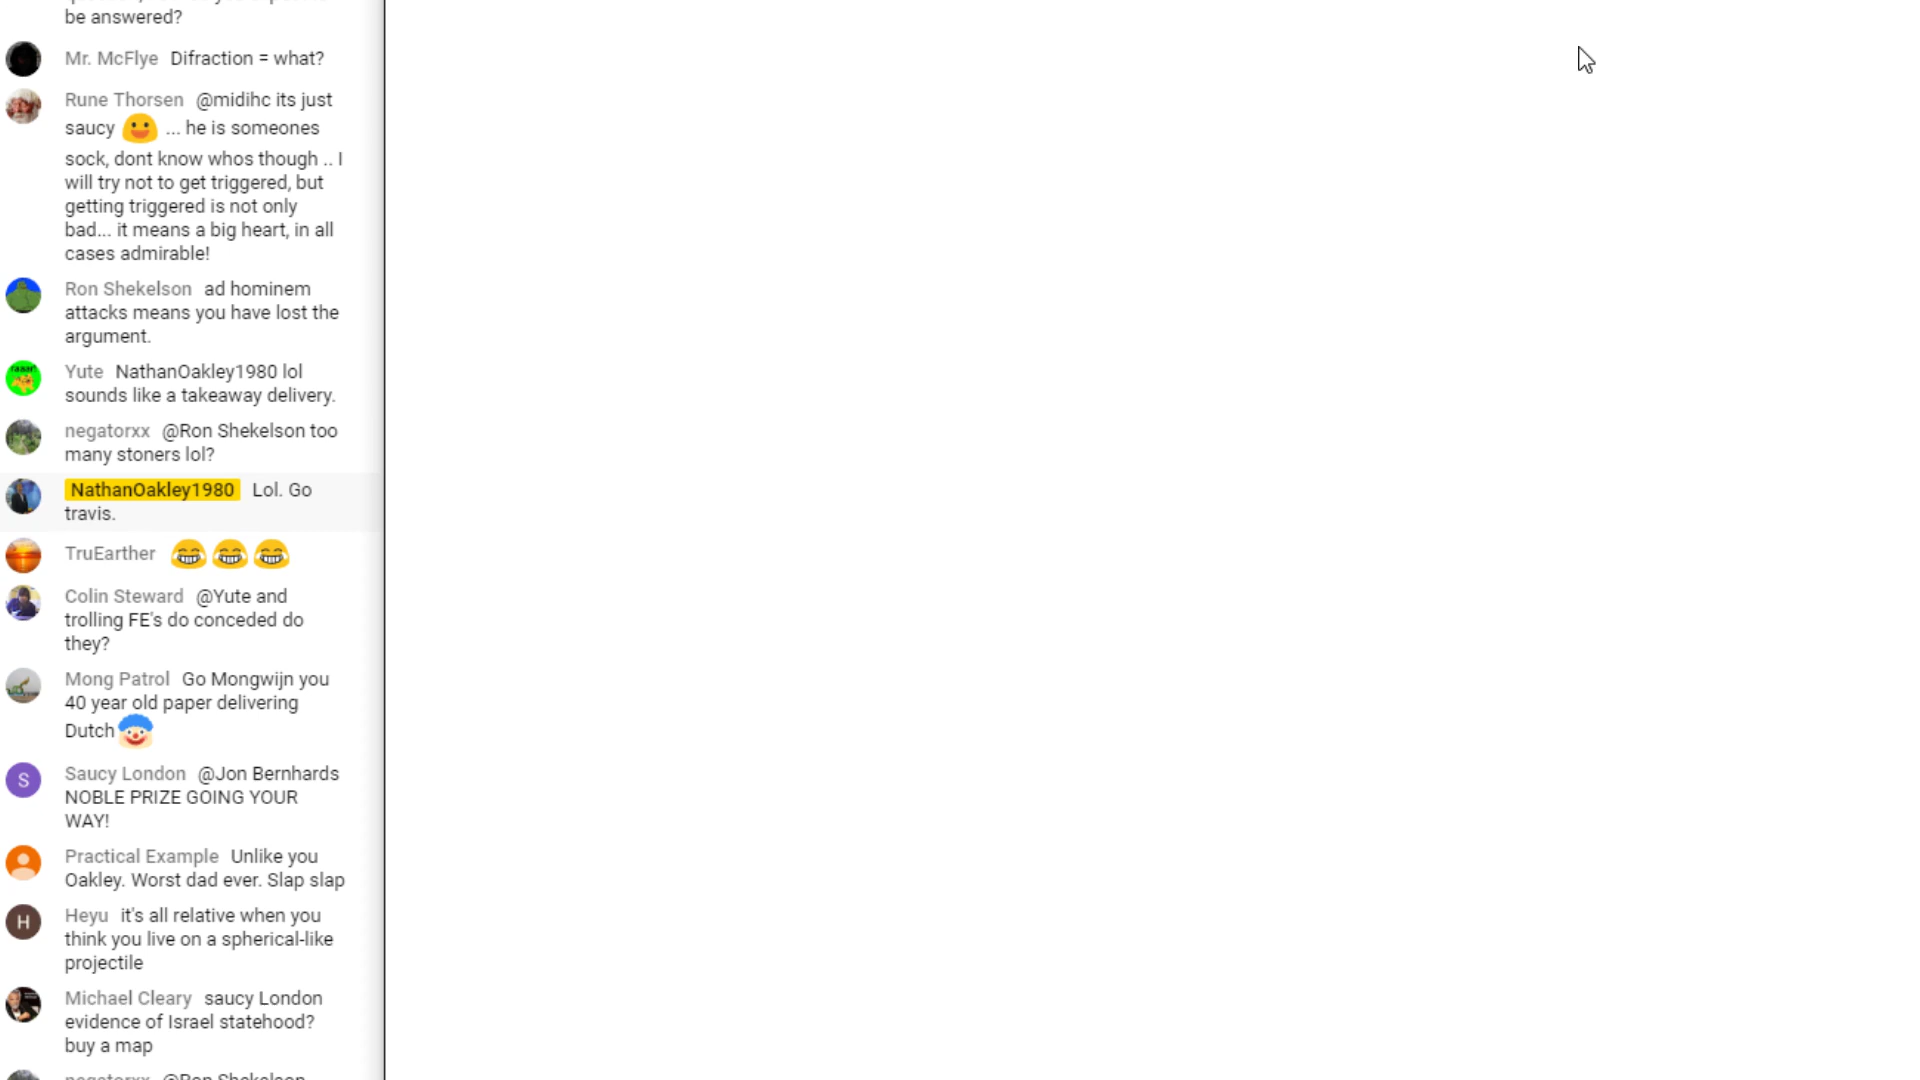 be answered?
Mr. McFlye Difraction = what?
Rune Thorsen @midihc its just
saucy 😃 ... he is someones
sock, dont know whos though .. I
will try not to get triggered, but
getting triggered is not only
bad... it means a big heart, in all
cases admirable!
Ron Shekelson ad hominem
attacks means you have lost the
argument.
Yute NathanOakley1980 lol
sounds like a takeaway delivery.
negatorxx @Ron Shekelson too
many stoners lol?
NathanOakley1980 Lol. Go
travis.
TruEarther 😂😂😂
Colin Steward @Yute and
trolling FE's do conceded do
they?
Mong Patrol Go Mongwijn you
40 year old paper delivering
Dutch🤡
S
Saucy London @Jon Bernhards
NOBLE PRIZE GOING YOUR
WAY!
Practical Example Unlike you
Oakley. Worst dad ever. Slap slap
H
Heyu it's all relative when you
think you live on a spherical-like
projectile
Michael Cleary saucy London
evidence of Israel statehood?
buy a map
negatorxx @Ron Shekelson